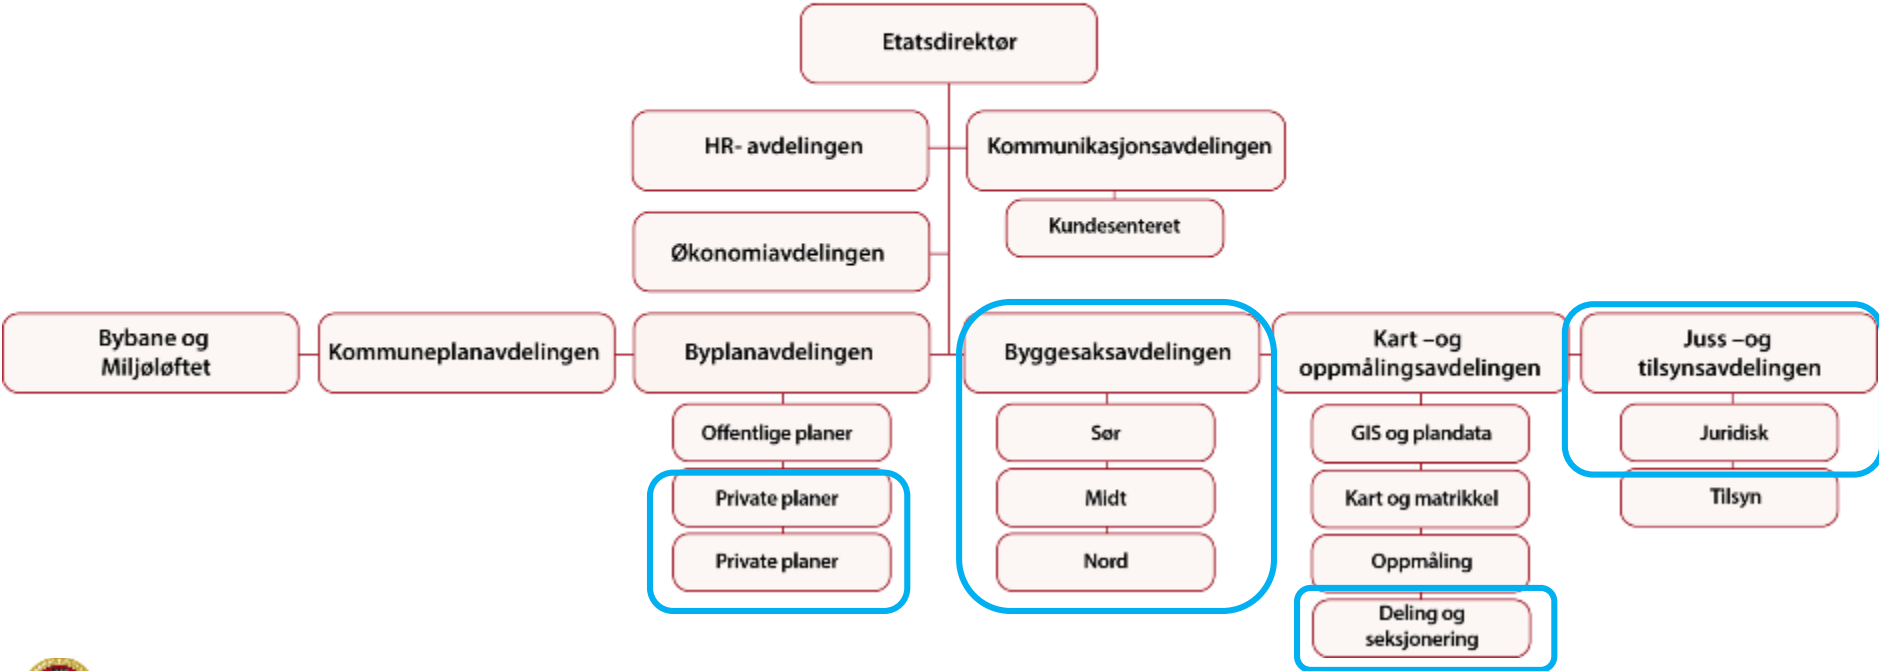 Etatsdirektør
HR- avdelingen
Kommunikasjonsavdelingen
Kundesenteret
Økonomiavdelingen
Bybane og
Miljøløftet
Kommuneplanavdelingen
Byplanavdelingen
Byggesaksavdelingen
Kart –og
oppmålingsavdelingen
Juss –og
tilsynsavdelingen
Offentlige planer
Private planer
Private planer
Sør
Midt
Nord
GIS og plandata
Kart og matrikkel
Oppmåling
Deling og
seksjonering
Juridisk
Tilsyn